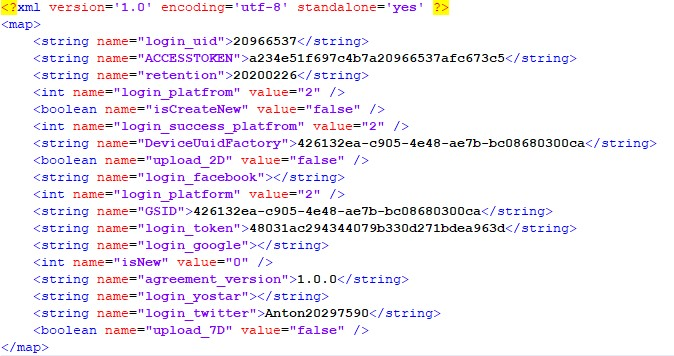 <?xml version='1.0' encoding='utf-8' standalone='yes' ?>
<map>
<string name="login_uid">20966537</string>
<string name="ACCESSTOKEN">a234e51f697c4b7a20966537afc673c5</string>
<string name="retention">20200226</string>
<int name="login_platfrom" value="2" />
<boolean name="isCreateNew" value="false" />
<int name="login_success_platfrom" value="2" />
<string name="DeviceUuidFactory">426132ea-c905-4e48-ae7b-bc08680300ca</string>
<boolean name="upload_2D" value="false" />
<string name="login_facebook"></string>
<int name="login_platform" value="2" />
<string name="GSID">426132ea-c905-4e48-ae7b-bc08680300ca</string>
<string name="login_token">48031ac294344079b330d271bdea963d</string>
<string name="login_google"></string>
<int name="isNew" value="0" />
<string name="agreement_version">1.0.0</string>
<string name="login_yostar"></string>
<string name="login_twitter">Anton20297590</string>
<boolean name="upload_7D" value="false" />
</map>